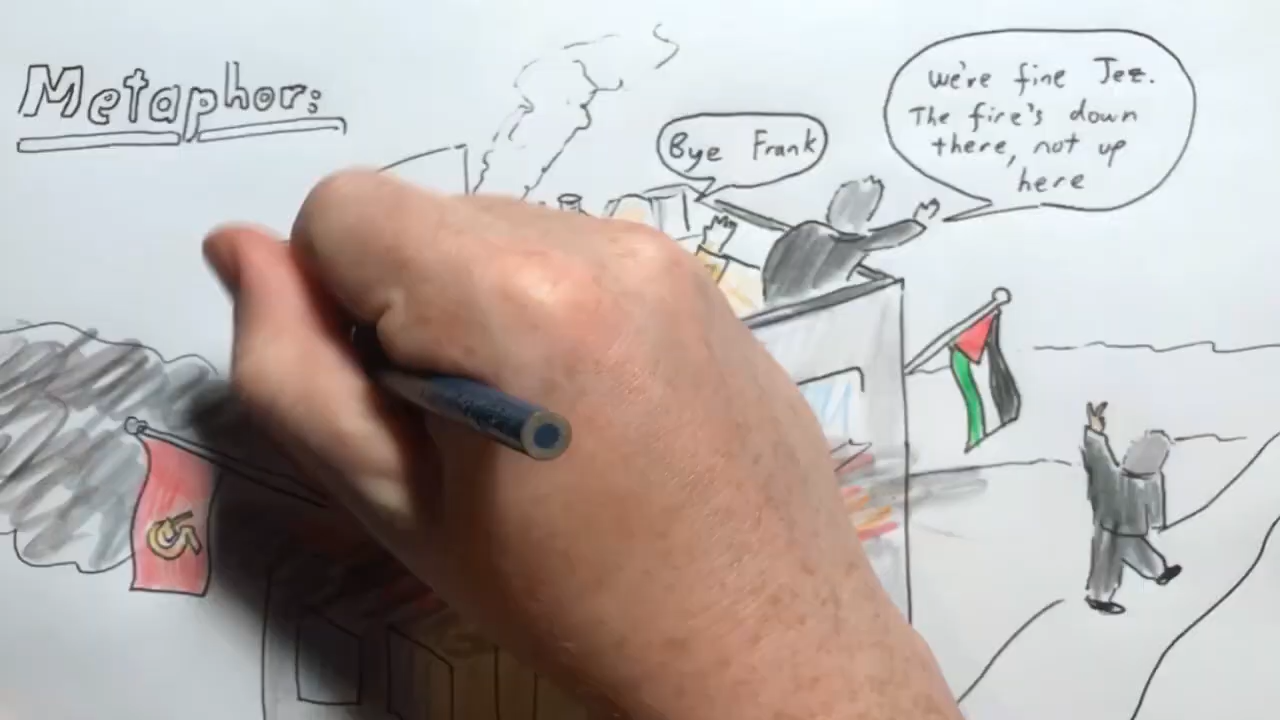 Metaphor:
Bye Frank
we're fine Jez.
The fire's down
there, not up
here